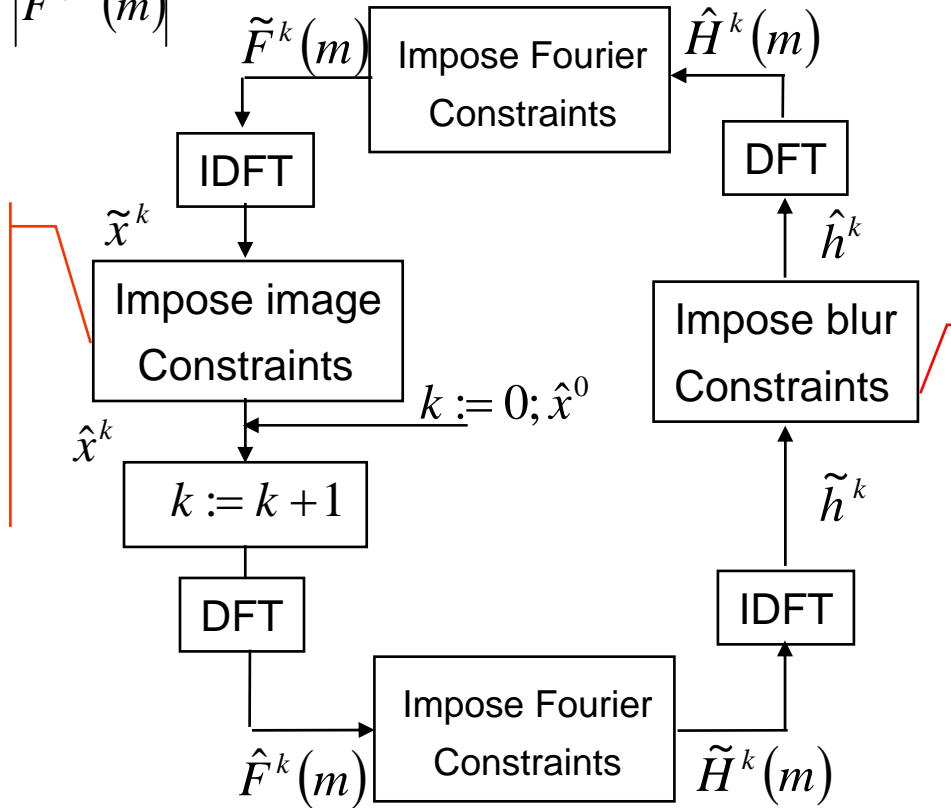 |F (m)|
F̃ᵏ(m)
Impose Fourier
Constraints
Ĥᵏ(m)
IDFT
DFT
x̃ᵏ
ĥᵏ
Impose image
Constraints
Impose blur
Constraints
k := 0; x̂⁰
x̂ᵏ
k := k + 1
h̃ᵏ
DFT
IDFT
Impose Fourier
Constraints
F̂ᵏ(m)
H̃ᵏ(m)